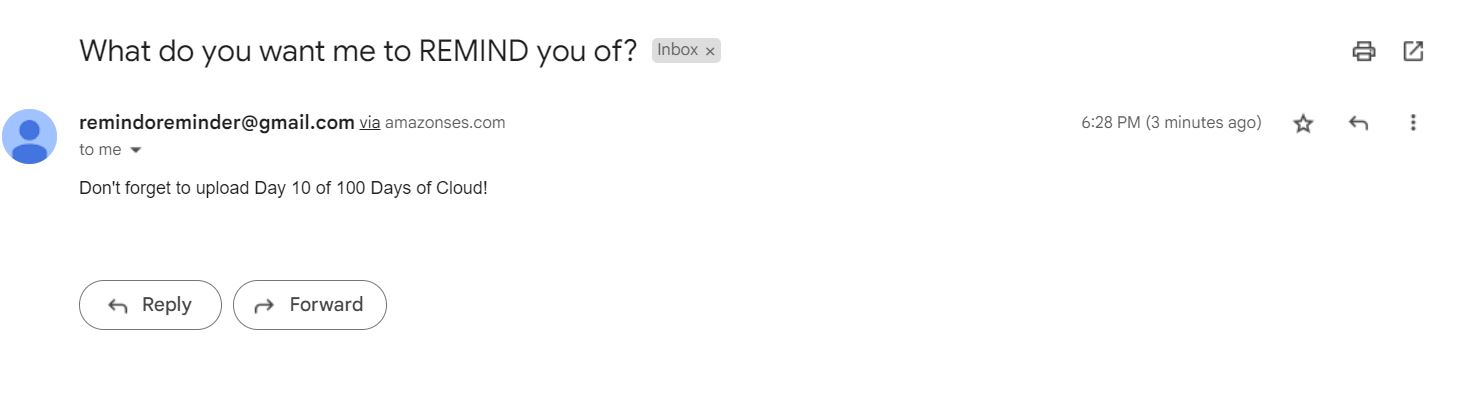 What do you want me to REMIND you of? Inbox ×
remindoreminder@gmail.com via amazonses.com 6:28 PM (3 minutes ago)
to me
Don't forget to upload Day 10 of 100 Days of Cloud!
Reply Forward